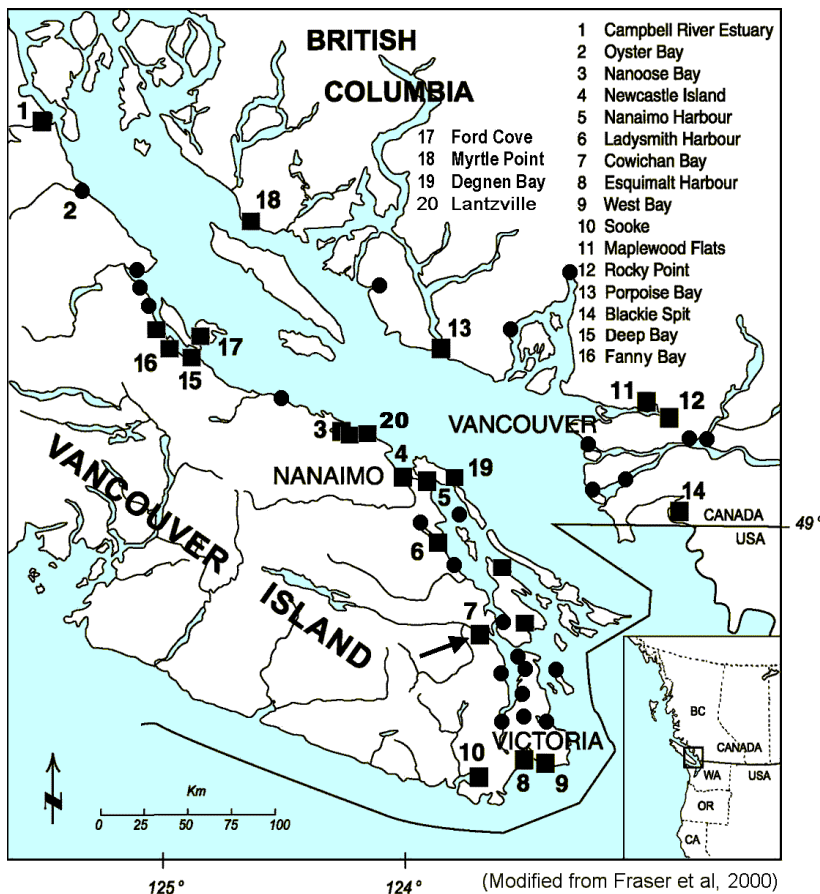 BRITISH
COLUMBIA
1 Campbell River Estuary
2 Oyster Bay
3 Nanoose Bay
4 Newcastle Island
5 Nanaimo Harbour
6 Ladysmith Harbour
7 Cowichan Bay
8 Esquimalt Harbour
9 West Bay
10 Sooke
11 Maplewood Flats
12 Rocky Point
13 Porpoise Bay
14 Blackie Spit
15 Deep Bay
16 Fanny Bay
17 Ford Cove
18 Myrtle Point
19 Degnen Bay
20 Lantzville
1
2
18
17
16
15
13
11
12
3
20
VANCOUVER
4
NANAIMO
19
5
14
CANADA
USA
49°
6
VANCOUVER
ISLAND
7
VICTORIA
10
8
9
N
Km
0 25 50 75 100
BC
CANADA
WA
USA
OR
CA
125°
124°
(Modified from Fraser et al, 2000)